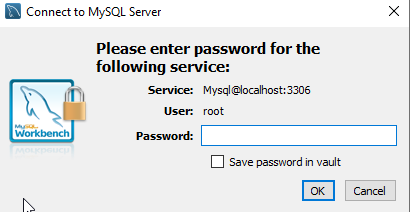 Connect to MySQL Server
Please enter password for the
following service:
Service: Mysql@localhost:3306
User: root
Password:
MySQL
Workbench
Save password in vault
OK Cancel